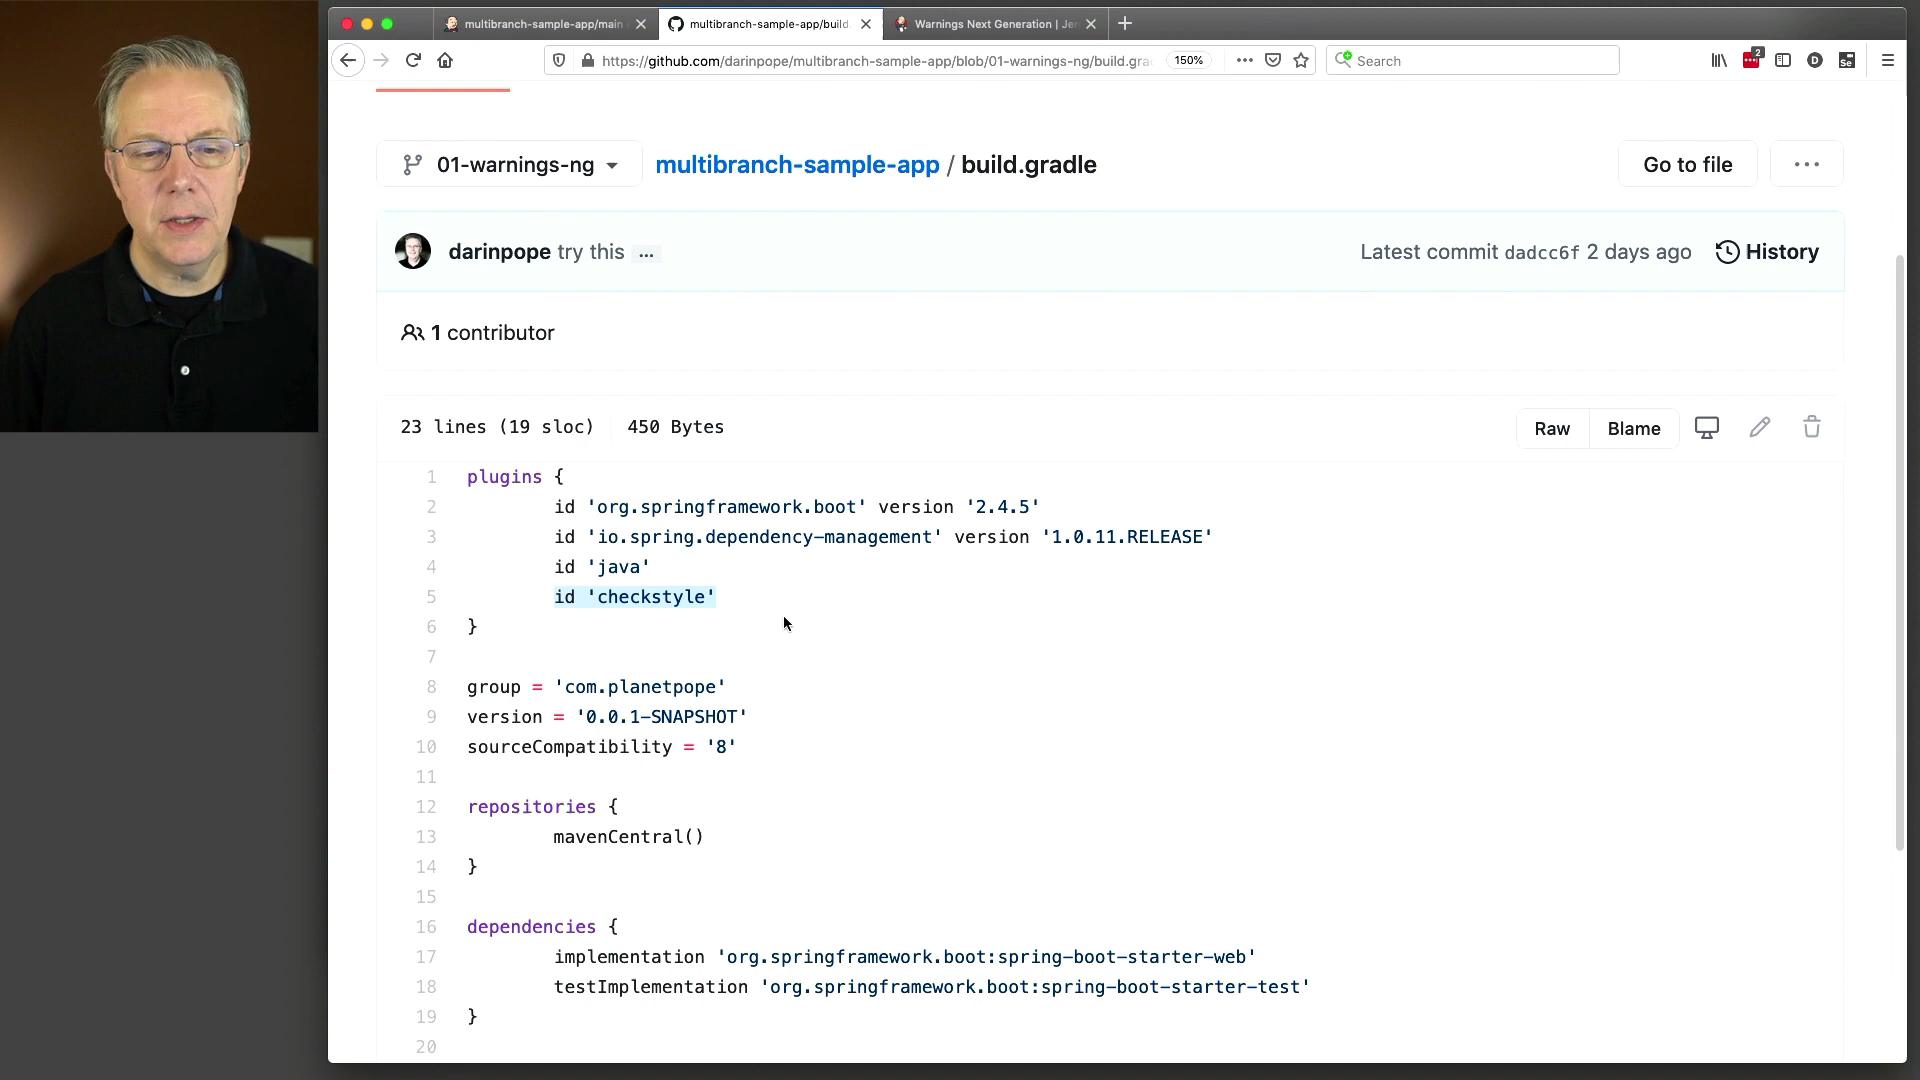 multibranch-sample-app/main
multibranch-sample-app/build.
Warnings Next Generation | Je
https://github.com/darinpope/multibranch-sample-app/blob/01-warnings-ng/build.gra
150%
Search
2
D
Se
01-warnings-ng
multibranch-sample-app / build.gradle
Go to file
darinpope try this ...
Latest commit dadcc6f 2 days ago
History
1 contributor
23 lines (19 sloc)
450 Bytes
Raw
Blame
1 plugins {
2 id 'org.springframework.boot' version '2.4.5'
3 id 'io.spring.dependency-management' version '1.0.11.RELEASE'
4 id 'java'
5 id 'checkstyle'
6 }
7
8 group = 'com.planetpope'
9 version = '0.0.1-SNAPSHOT'
10 sourceCompatibility = '8'
11
12 repositories {
13 mavenCentral()
14 }
15
16 dependencies {
17 implementation 'org.springframework.boot:spring-boot-starter-web'
18 testImplementation 'org.springframework.boot:spring-boot-starter-test'
19 }
20